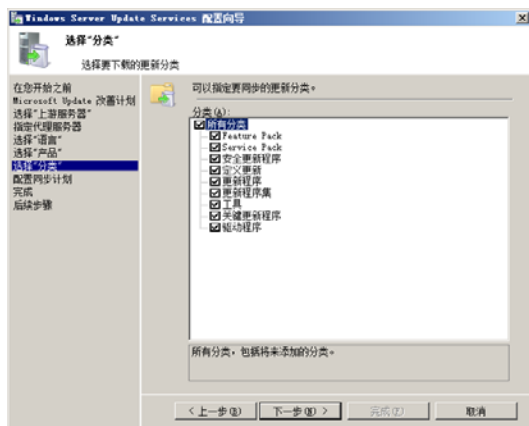 Windows Server Update Services 配置向导
选择"分类"
选择要下载的更新分类
在您开始之前
Microsoft Update 改善计划
选择"上游服务器"
指定代理服务器
选择"语言"
选择"产品"
选择"分类"
配置同步计划
完成
后续步骤
可以指定要同步的更新分类。
分类(A):
所有分类
Feature Pack
Service Pack
安全更新程序
定义更新
更新程序
更新程序集
工具
关键更新程序
驱动程序
所有分类，包括将来添加的分类。
< 上一步(B)
下一步(N) >
完成(F)
取消